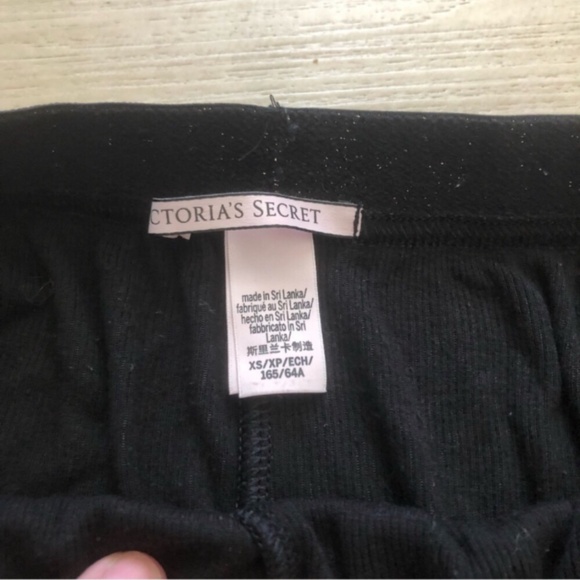 CTORIA'S SECRET
made in Sri Lanka/
fabriqué au Sri Lanka/
hecho en Sri Lanka/
fabbricato in Sri
Lanka/
斯里兰卡制造
XS/XP/ECH/
165/64A